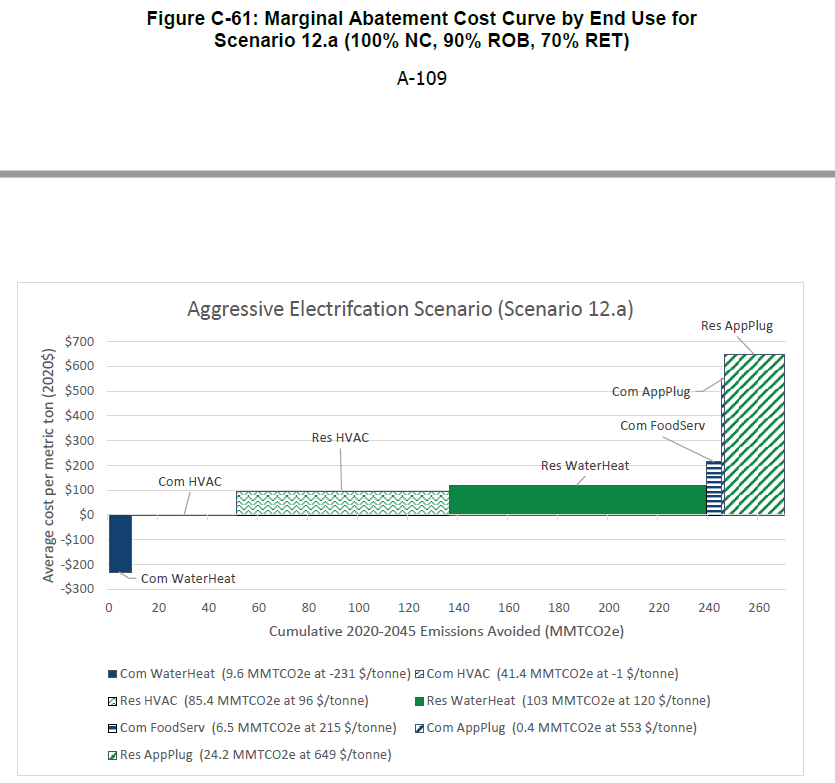 Figure C-61: Marginal Abatement Cost Curve by End Use for
Scenario 12.a (100% NC, 90% ROB, 70% RET)
A-109
Aggressive Electrifcation Scenario (Scenario 12.a)
Average cost per metric ton (2020$)
$700
$600
$500
$400
$300
$200
$100
$0
-$100
-$200
-$300
Res AppPlug
Com AppPlug
Com FoodServ
Res HVAC
Res WaterHeat
Com HVAC
Com WaterHeat
0 20 40 60 80 100 120 140 160 180 200 220 240 260
Cumulative 2020-2045 Emissions Avoided (MMTCO2e)
Com WaterHeat (9.6 MMTCO2e at -231 $/tonne) Com HVAC (41.4 MMTCO2e at -1 $/tonne)
Res HVAC (85.4 MMTCO2e at 96 $/tonne) Res WaterHeat (103 MMTCO2e at 120 $/tonne)
Com FoodServ (6.5 MMTCO2e at 215 $/tonne) Com AppPlug (0.4 MMTCO2e at 553 $/tonne)
Res AppPlug (24.2 MMTCO2e at 649 $/tonne)